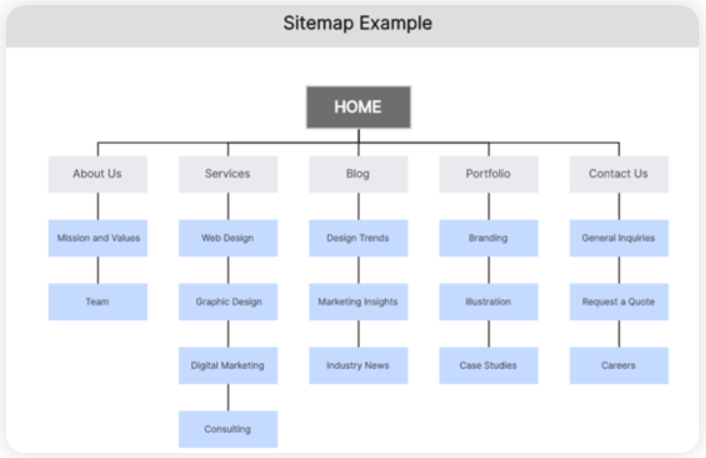 Sitemap Example
HOME
About Us
Services
Blog
Portfolio
Contact Us
Mission and Values
Web Design
Design Trends
Branding
General Inquiries
Team
Graphic Design
Marketing Insights
Illustration
Request a Quote
Digital Marketing
Industry News
Case Studies
Careers
Consulting